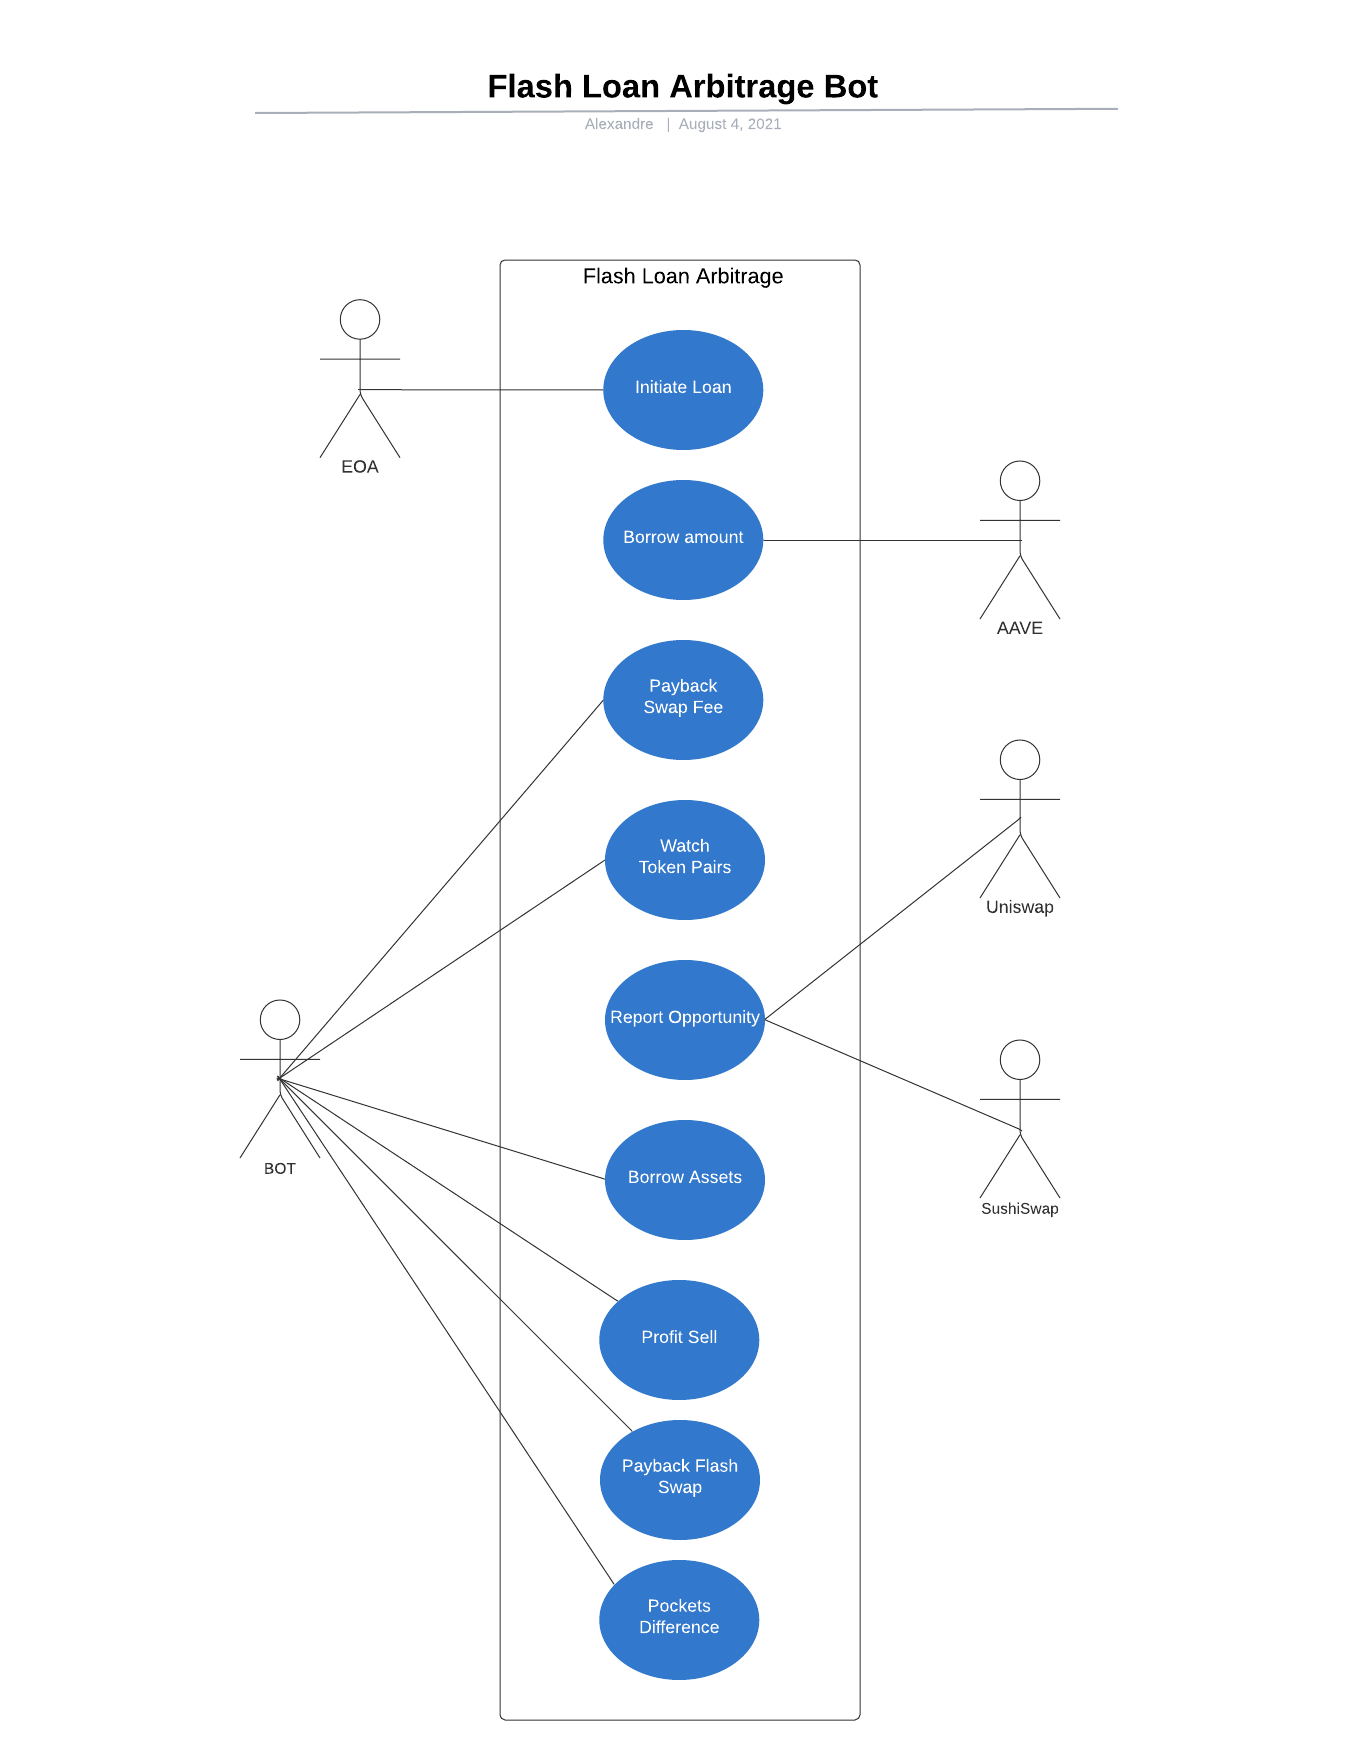 Flash Loan Arbitrage Bot
Alexandre | August 4, 2021
Flash Loan Arbitrage
Initiate Loan
EOA
Borrow amount
AAVE
Payback
Swap Fee
Watch
Token Pairs
Uniswap
Report Opportunity
BOT
Borrow Assets
SushiSwap
Profit Sell
Payback Flash
Swap
Pockets
Difference